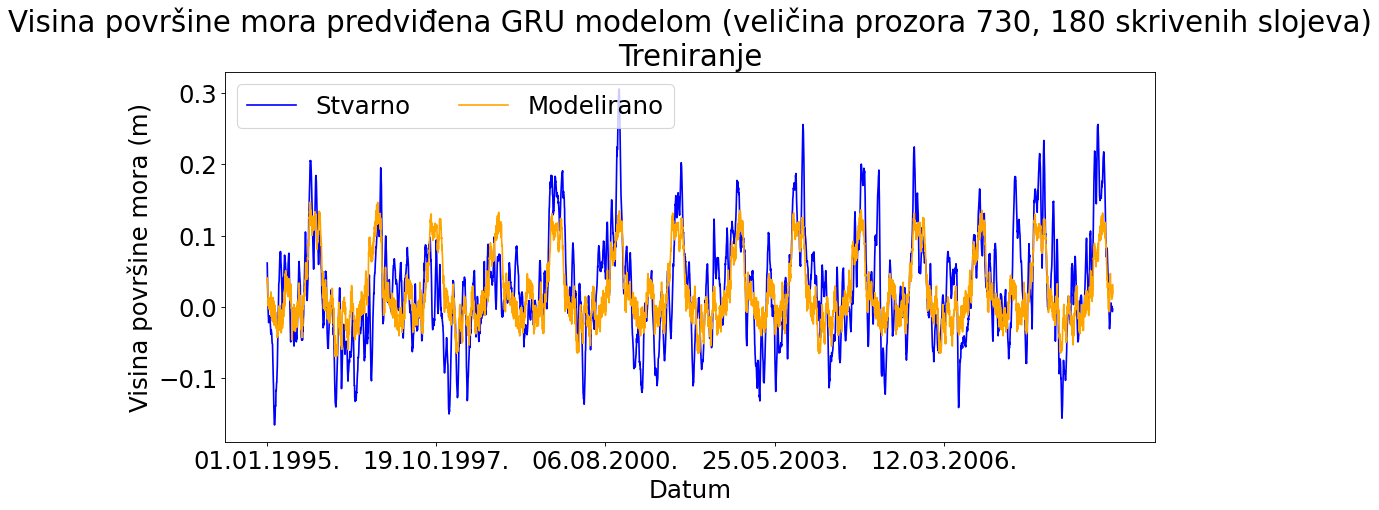 Visina površine mora predviđena GRU modelom (veličina prozora 730, 180 skrivenih slojeva)
Treniranje
Stvarno Modelirano
Visina površine mora (m)
0.3
0.2
0.1
0.0
−0.1
01.01.1995. 19.10.1997. 06.08.2000. 25.05.2003. 12.03.2006.
Datum